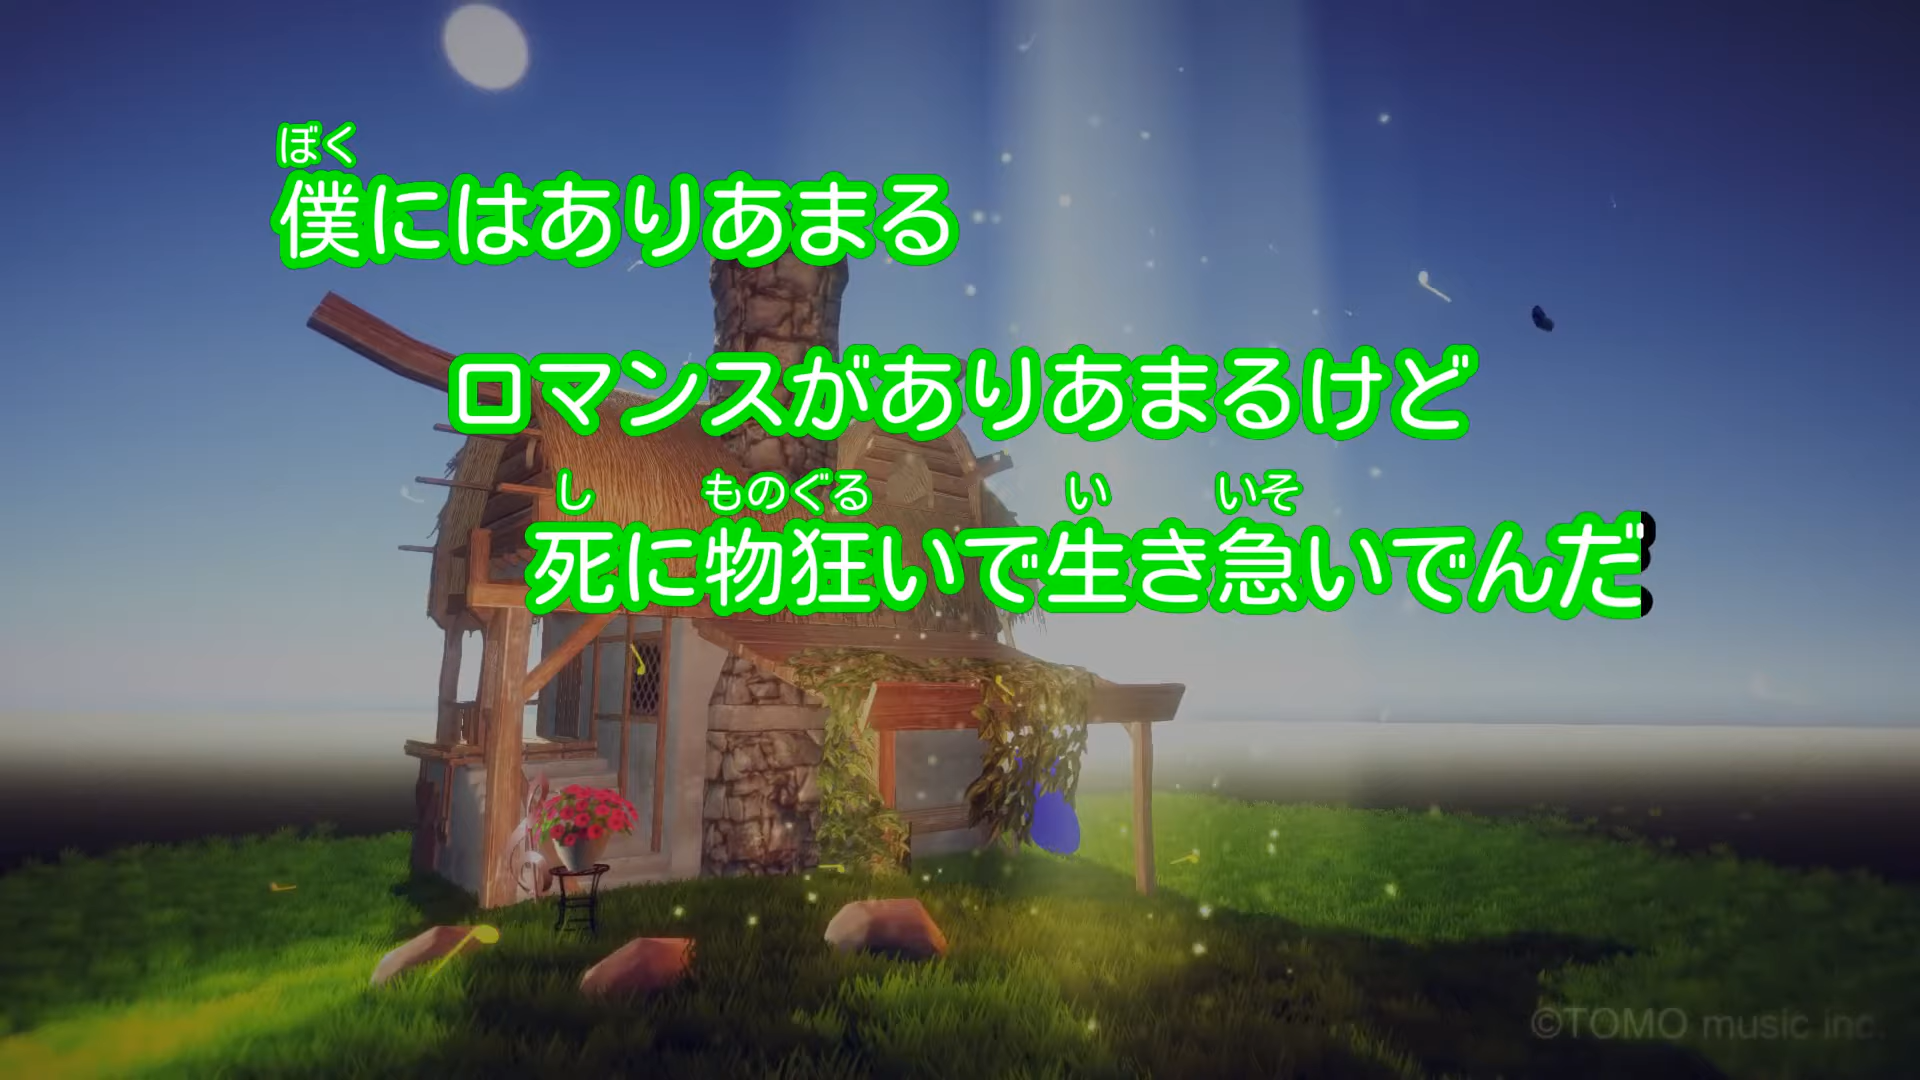 ぼく
僕にはありあまる
ロマンスがありあまるけど
し ものぐる い いそ
死に物狂いで生き急いでんだ
©TOMO music inc.